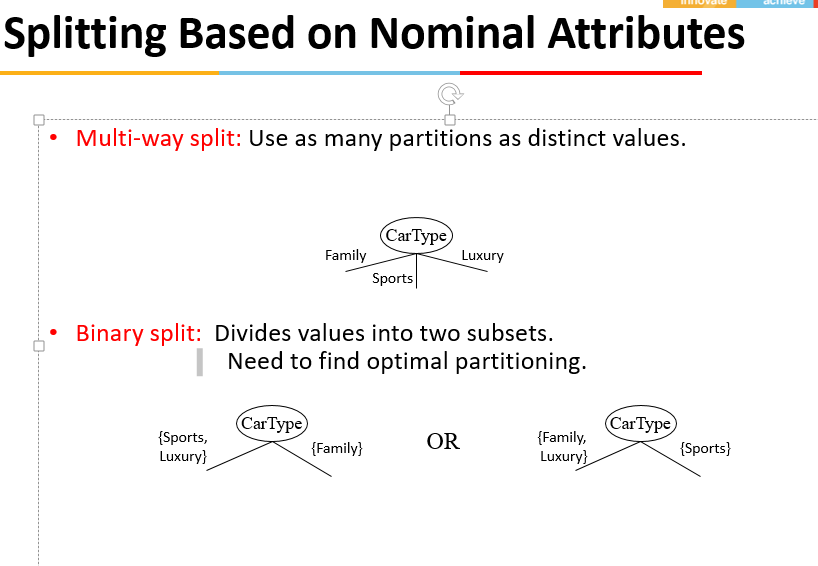 innovate achieve
Splitting Based on Nominal Attributes
• Multi-way split: Use as many partitions as distinct values.
CarType
Family
Luxury
Sports
• Binary split: Divides values into two subsets.
Need to find optimal partitioning.
CarType
{Sports,
Luxury}
{Family}
OR
CarType
{Family,
Luxury}
{Sports}